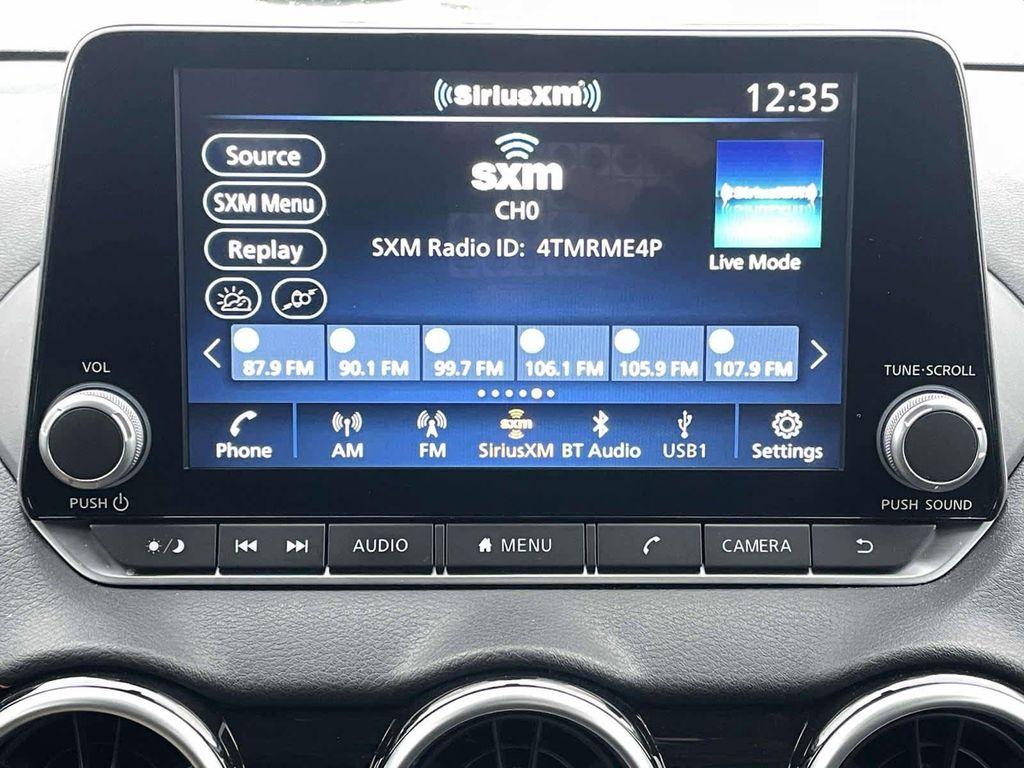 SiriusXM
12:35
Source
SXM Menu
Replay
sxm
CH0
SXM Radio ID: 4TMRME4P
SiriusXM
Live Mode
87.9 FM 90.1 FM 99.7 FM 106.1 FM 105.9 FM 107.9 FM
Phone AM FM sxm SiriusXM BT Audio USB1 Settings
VOL
PUSH
TUNE·SCROLL
PUSH SOUND
AUDIO MENU CAMERA